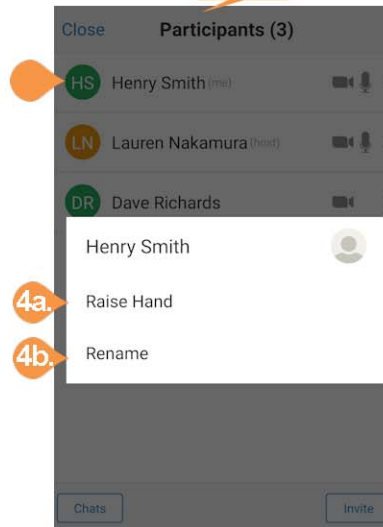 Close Participants (3)
HS Henry Smith (me)
LN Lauren Nakamura (host)
DR Dave Richards
Henry Smith
4a. Raise Hand
4b. Rename
Chats Invite